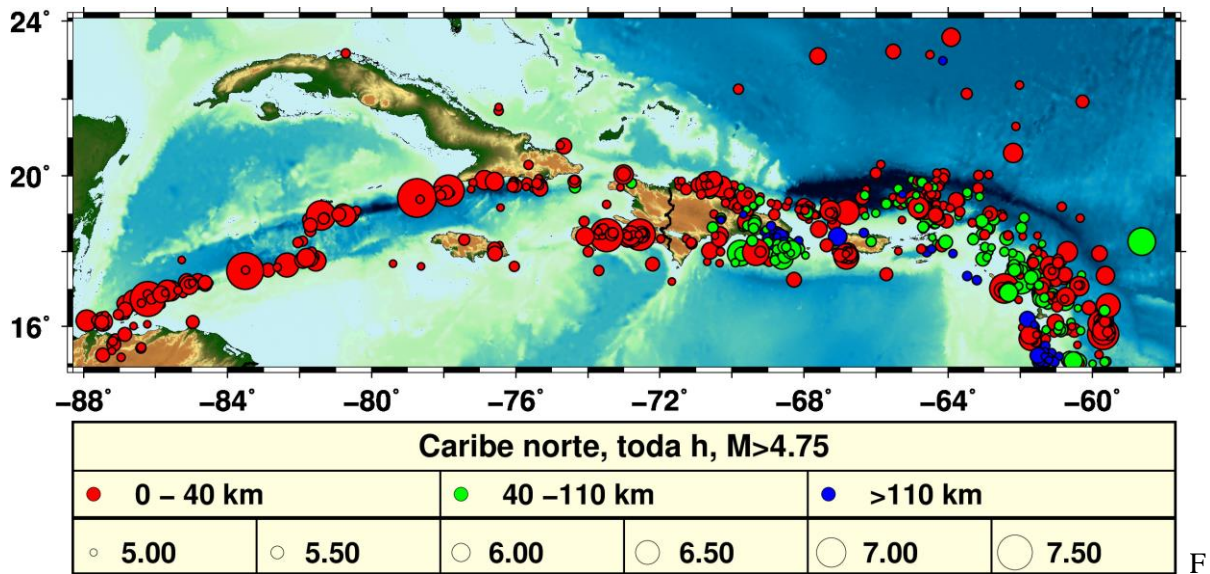 24°
20°
16°
−88 −84 −80 −76 −72 −68 −64 −60
Caribe norte, toda h, M>4.75
0 − 40 km 40 −110 km >110 km
5.00 5.50 6.00 6.50 7.00 7.50
F